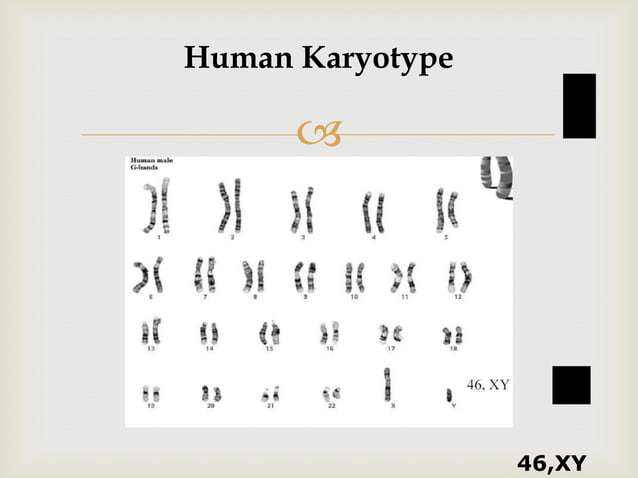 Human Karyotype
Human male
G-bands
1 2 3 4 5
6 7 8 9 10 11 12
13 14 15 16 17 18
19 20 21 22 X Y
46, XY
46,XY